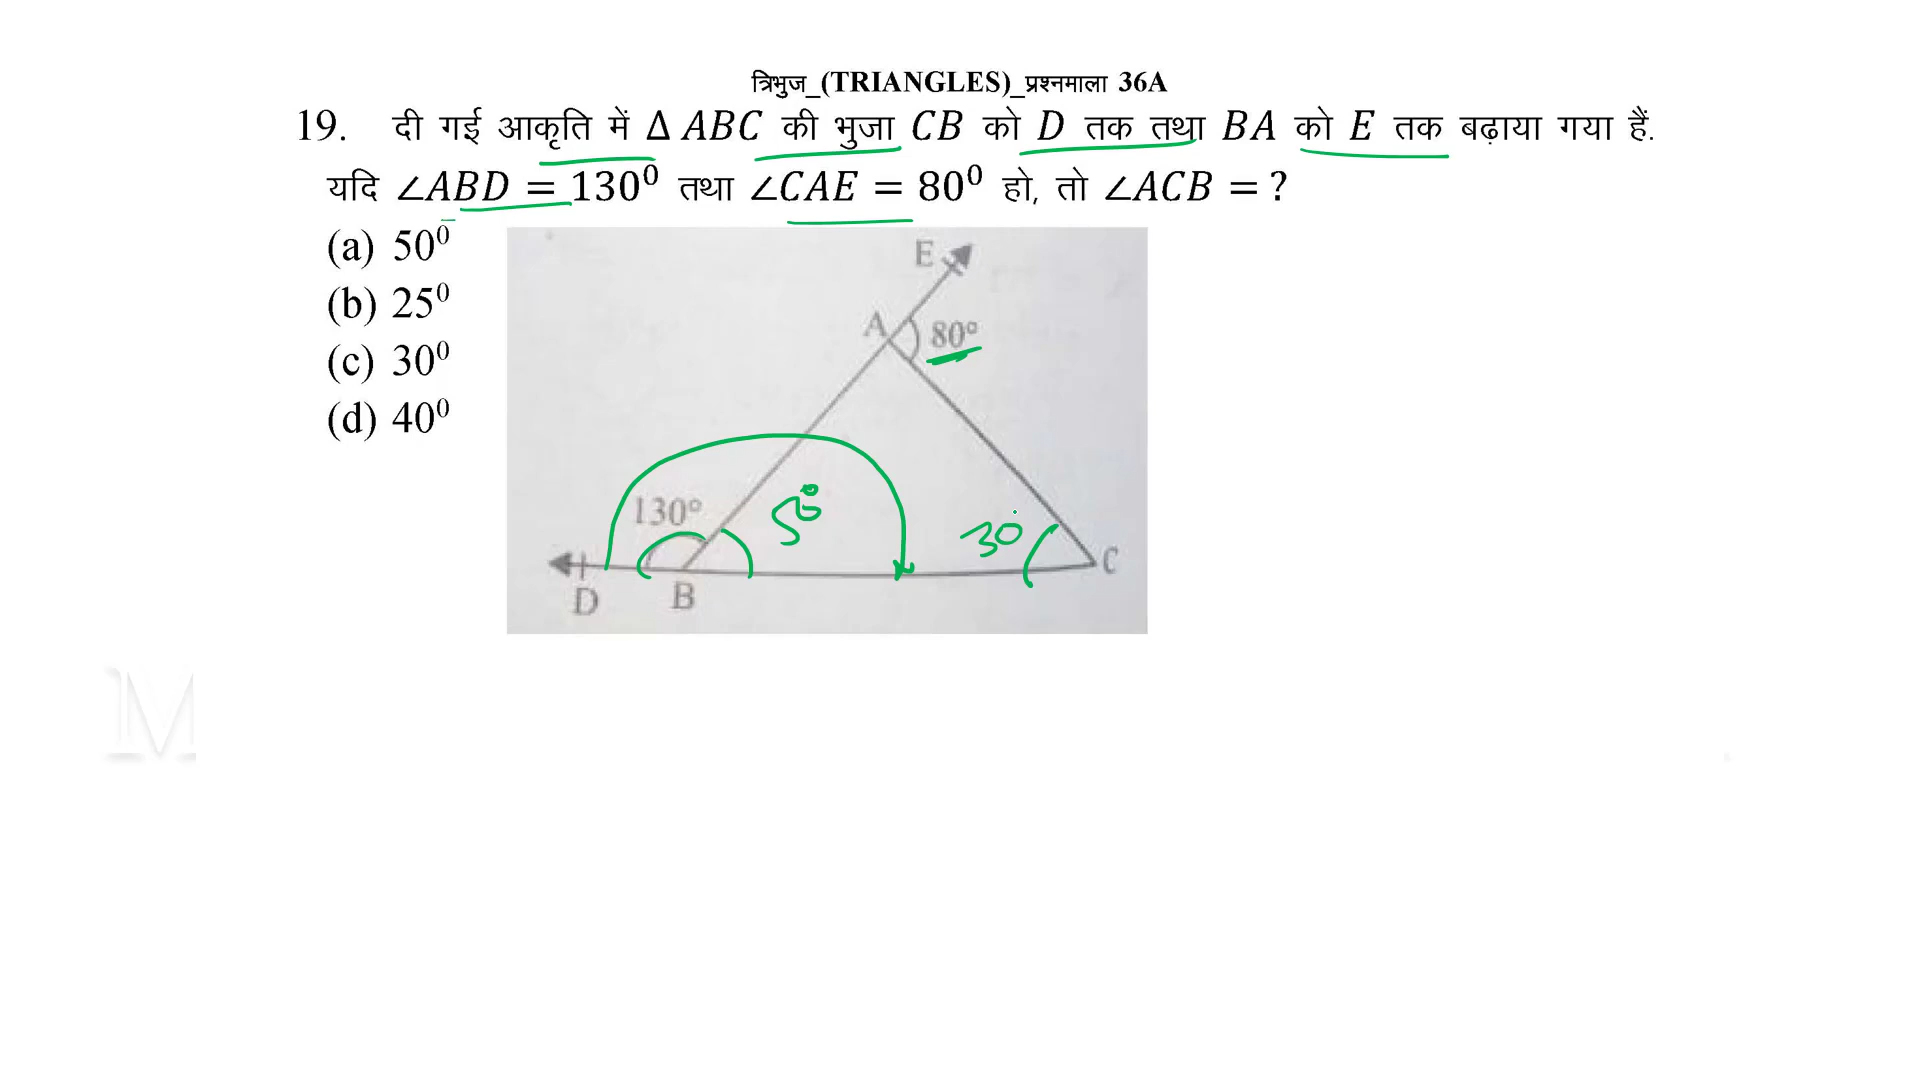 त्रिभुज_(TRIANGLES)_प्रश्नमाला 36A
19. दी गई आकृति में Δ ABC की भुजा CB को D तक तथा BA को E तक बढ़ाया गया हैं.
यदि ∠ABD = 130⁰ तथा ∠CAE = 80⁰ हो, तो ∠ACB = ?
(a) 50⁰
(b) 25⁰
(c) 30⁰
(d) 40⁰
E
A 80°
130° 50° 30°
C
D B
M